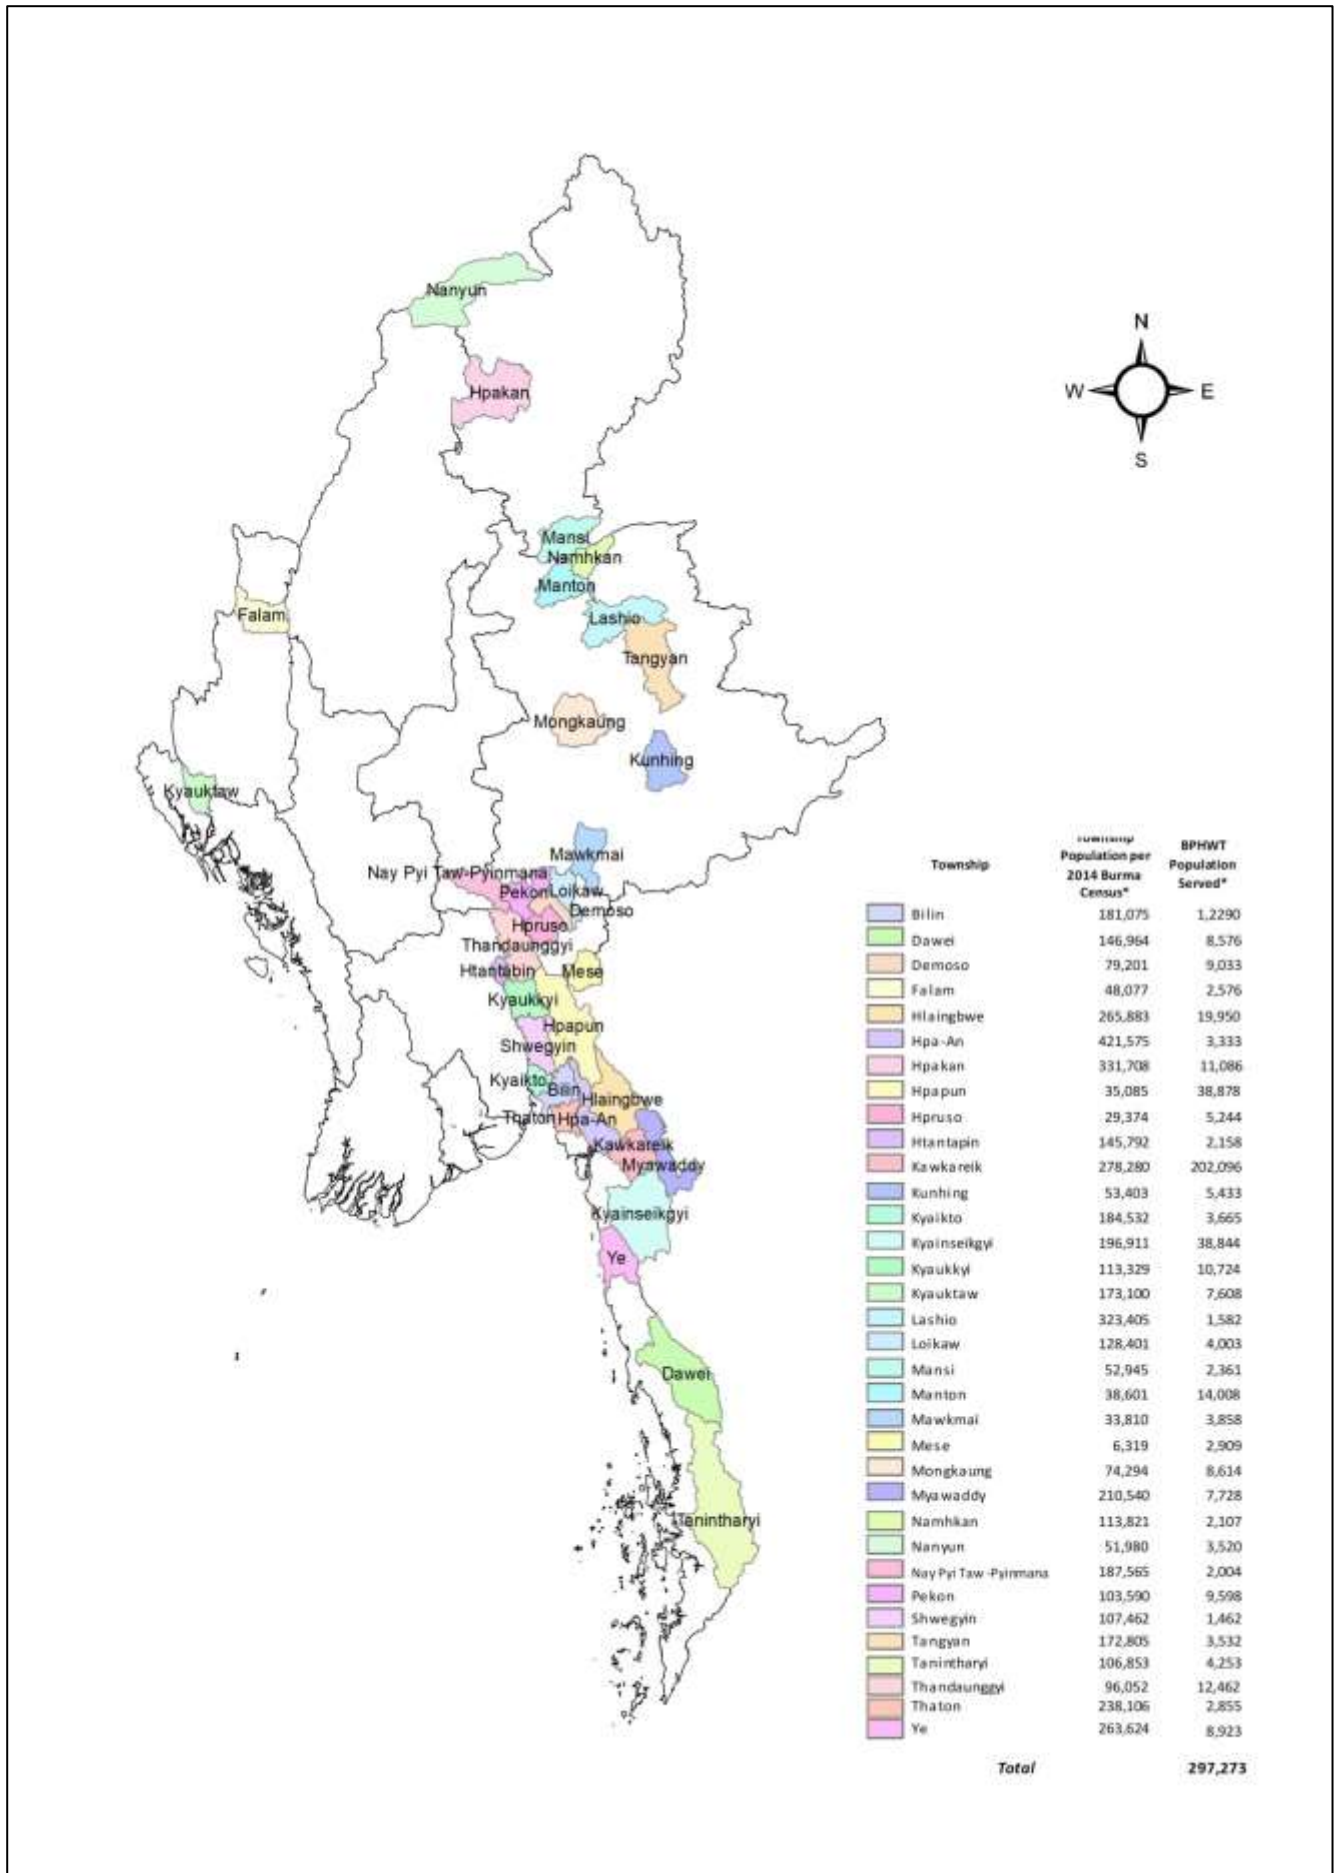 N
W E
S
Nanyun
Hpakan
Mansi
Namhkan
Manton
Falam
Lashio
Tangyan
Mongkaung
Kunhing
Kyauktaw
Mawkmai
Nay Pyi Taw-Pyinmana
Pekon Loikaw
Demoso
Hpruso
Thandaunggyi
Htantabin Mese
Kyaukkyi
Hpapun
Shwegyin
Kyaikto
Bilin
Hlaingbwe
Thaton Hpa-An
Kawkareik
Myawaddy
Kyainseikgyi
Ye
Dawei
Tanintharyi
Township
Township Population per 2014 Burma Census*
BPHWT Population Served*
Bilin 181,075 1,2290
Dawei 146,964 8,576
Demoso 79,201 9,033
Falam 48,077 2,576
Hlaingbwe 265,883 19,950
Hpa-An 421,575 3,333
Hpakan 331,708 11,086
Hpapun 35,085 38,878
Hpruso 29,374 5,244
Htantapin 145,792 2,158
Kawkareik 278,280 202,096
Kunhing 53,403 5,433
Kyaikto 184,532 3,665
Kyainseikgyi 196,911 38,844
Kyaukkyi 113,329 10,724
Kyauktaw 173,100 7,608
Lashio 323,405 1,582
Loikaw 128,401 4,003
Mansi 52,945 2,361
Manton 38,601 14,008
Mawkmai 33,810 3,858
Mese 6,319 2,909
Mongkaung 74,294 8,614
Myawaddy 210,540 7,728
Namhkan 113,821 2,107
Nanyun 51,980 3,520
Nay Pyi Taw -Pyinmana 187,565 2,004
Pekon 103,590 9,598
Shwegyin 107,462 1,462
Tangyan 172,805 3,532
Tanintharyi 106,853 4,253
Thandaunggyi 96,052 12,462
Thaton 238,106 2,855
Ye 263,624 8,923
Total 297,273